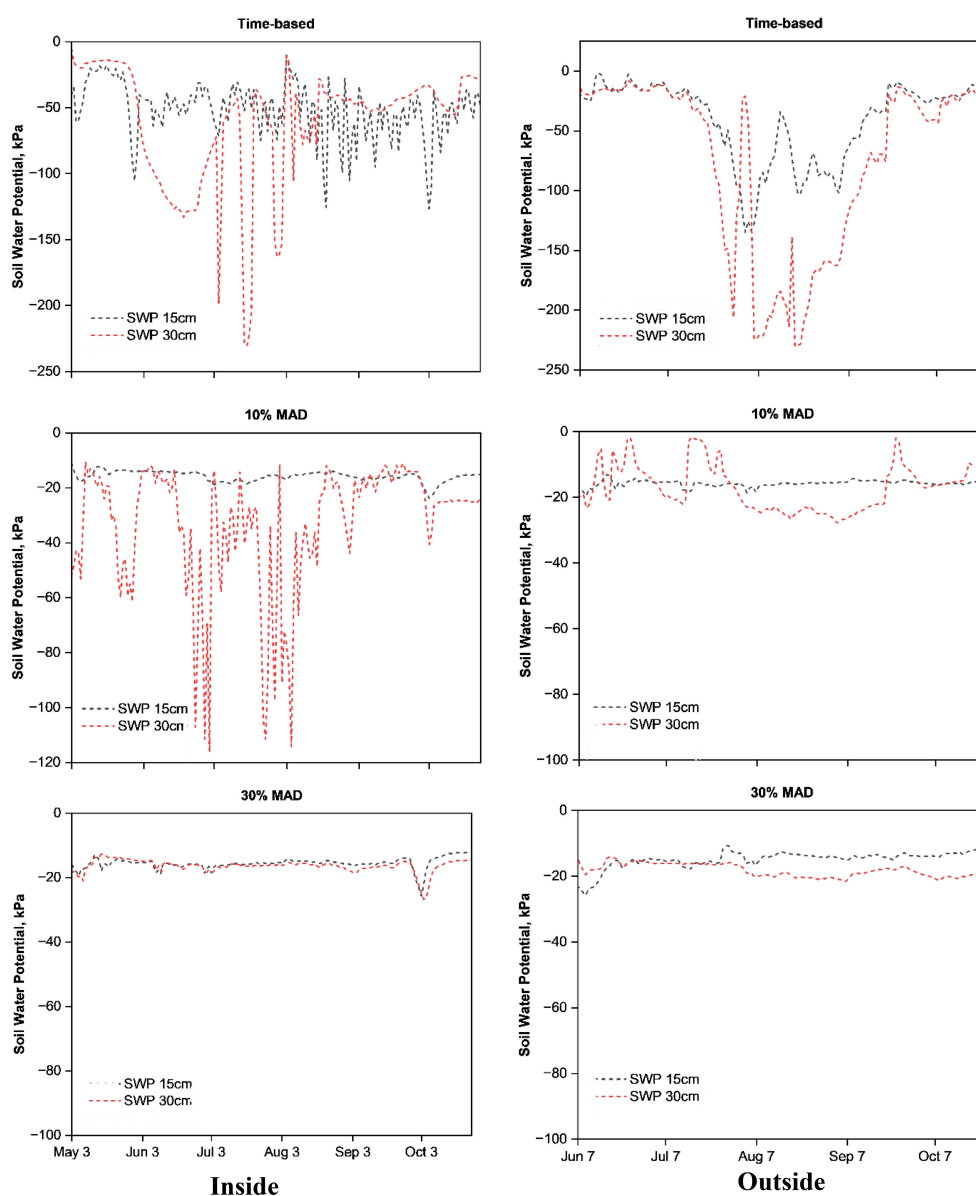 Time-based
0
−50
−100
−150
−200
−250
Soil Water Potential, kPa
SWP 15cm
SWP 30cm
Time-based
0
−50
−100
−150
−200
−250
Soil Water Potential. kPa
SWP 15cm
SWP 30cm
10% MAD
0
−20
−40
−60
−80
−100
−120
Soil Water Potential, kPa
SWP 15cm
SWP 30cm
10% MAD
0
−20
−40
−60
−80
−100
Soil Water Potential, kPa
SWP 15cm
SWP 30cm
30% MAD
0
−20
−40
−60
−80
−100
Soil Water Potential, kPa
SWP 15cm
SWP 30cm
May 3 Jun 3 Jul 3 Aug 3 Sep 3 Oct 3
Inside
30% MAD
0
−20
−40
−60
−80
−100
Soil Water Potential, kPa
SWP 15cm
SWP 30cm
Jun 7 Jul 7 Aug 7 Sep 7 Oct 7
Outside